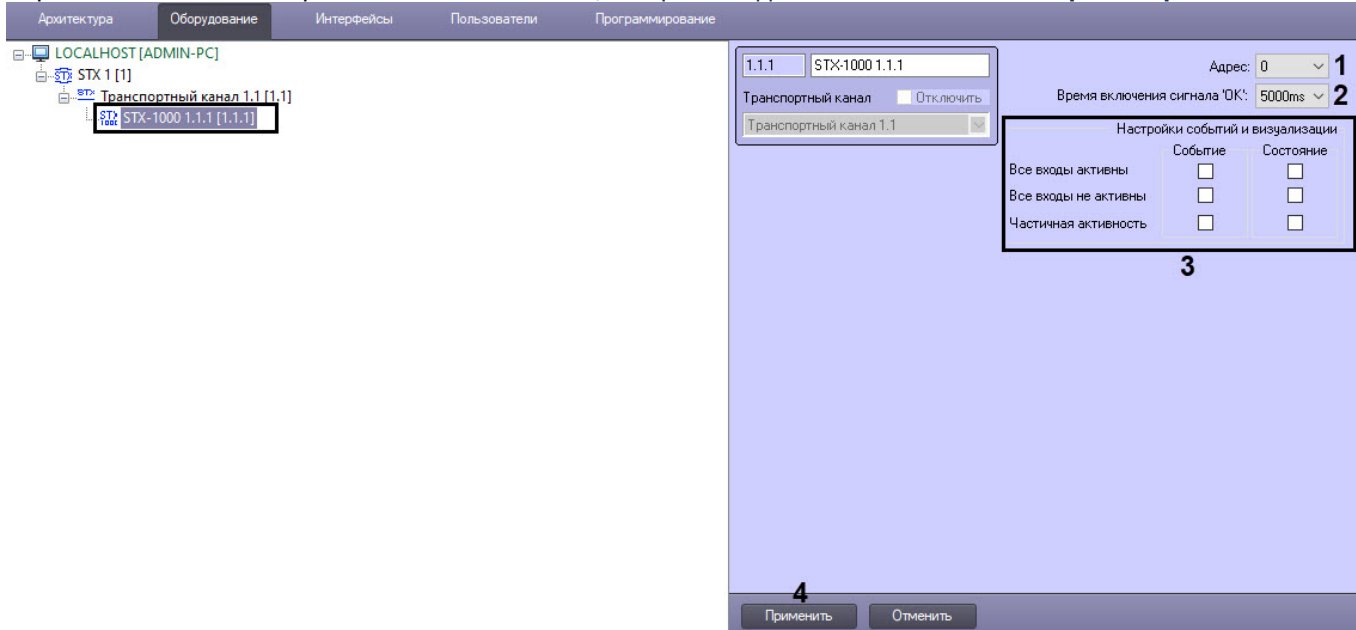 Архитектура Оборудование Интерфейсы Пользователи Программирование
LOCALHOST [ADMIN-PC]
STX 1 [1]
Транспортный канал 1.1 [1.1]
STX-1000 1.1.1 [1.1.1]
1.1.1 STX-1000 1.1.1
Транспортный канал Отключить
Транспортный канал 1.1
Адрес: 0 1
Время включения сигнала 'ОК': 5000ms 2
Настройки событий и визуализации
Событие Состояние
Все входы активны
Все входы не активны
Частичная активность
3
4
Применить Отменить